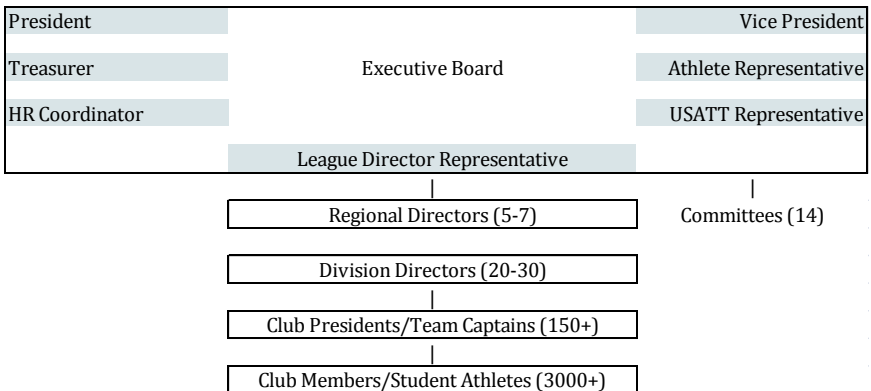 President Vice President
Treasurer Executive Board Athlete Representative
HR Coordinator USATT Representative
League Director Representative
Regional Directors (5-7) Committees (14)
Division Directors (20-30)
Club Presidents/Team Captains (150+)
Club Members/Student Athletes (3000+)